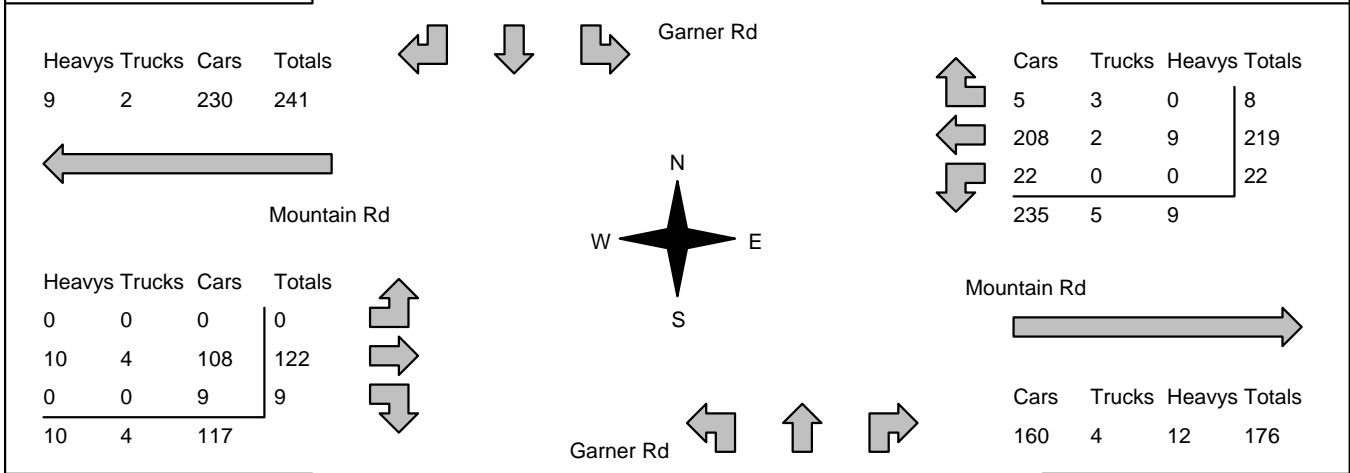 Garner Rd
Heavys Trucks Cars Totals
9 2 230 241
Cars Trucks Heavys Totals
5 3 0 8
208 2 9 219
22 0 0 22
235 5 9
Mountain Rd
N
W E
S
Heavys Trucks Cars Totals
0 0 0 0
10 4 108 122
0 0 9 9
10 4 117
Mountain Rd
Cars Trucks Heavys Totals
160 4 12 176
Garner Rd